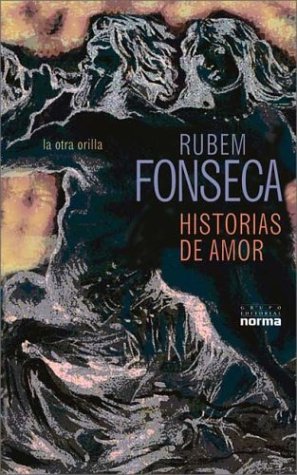 la otra orilla
RUBEM
FONSECA
HISTORIAS
DE AMOR
GRUPO
EDITORIAL
norma